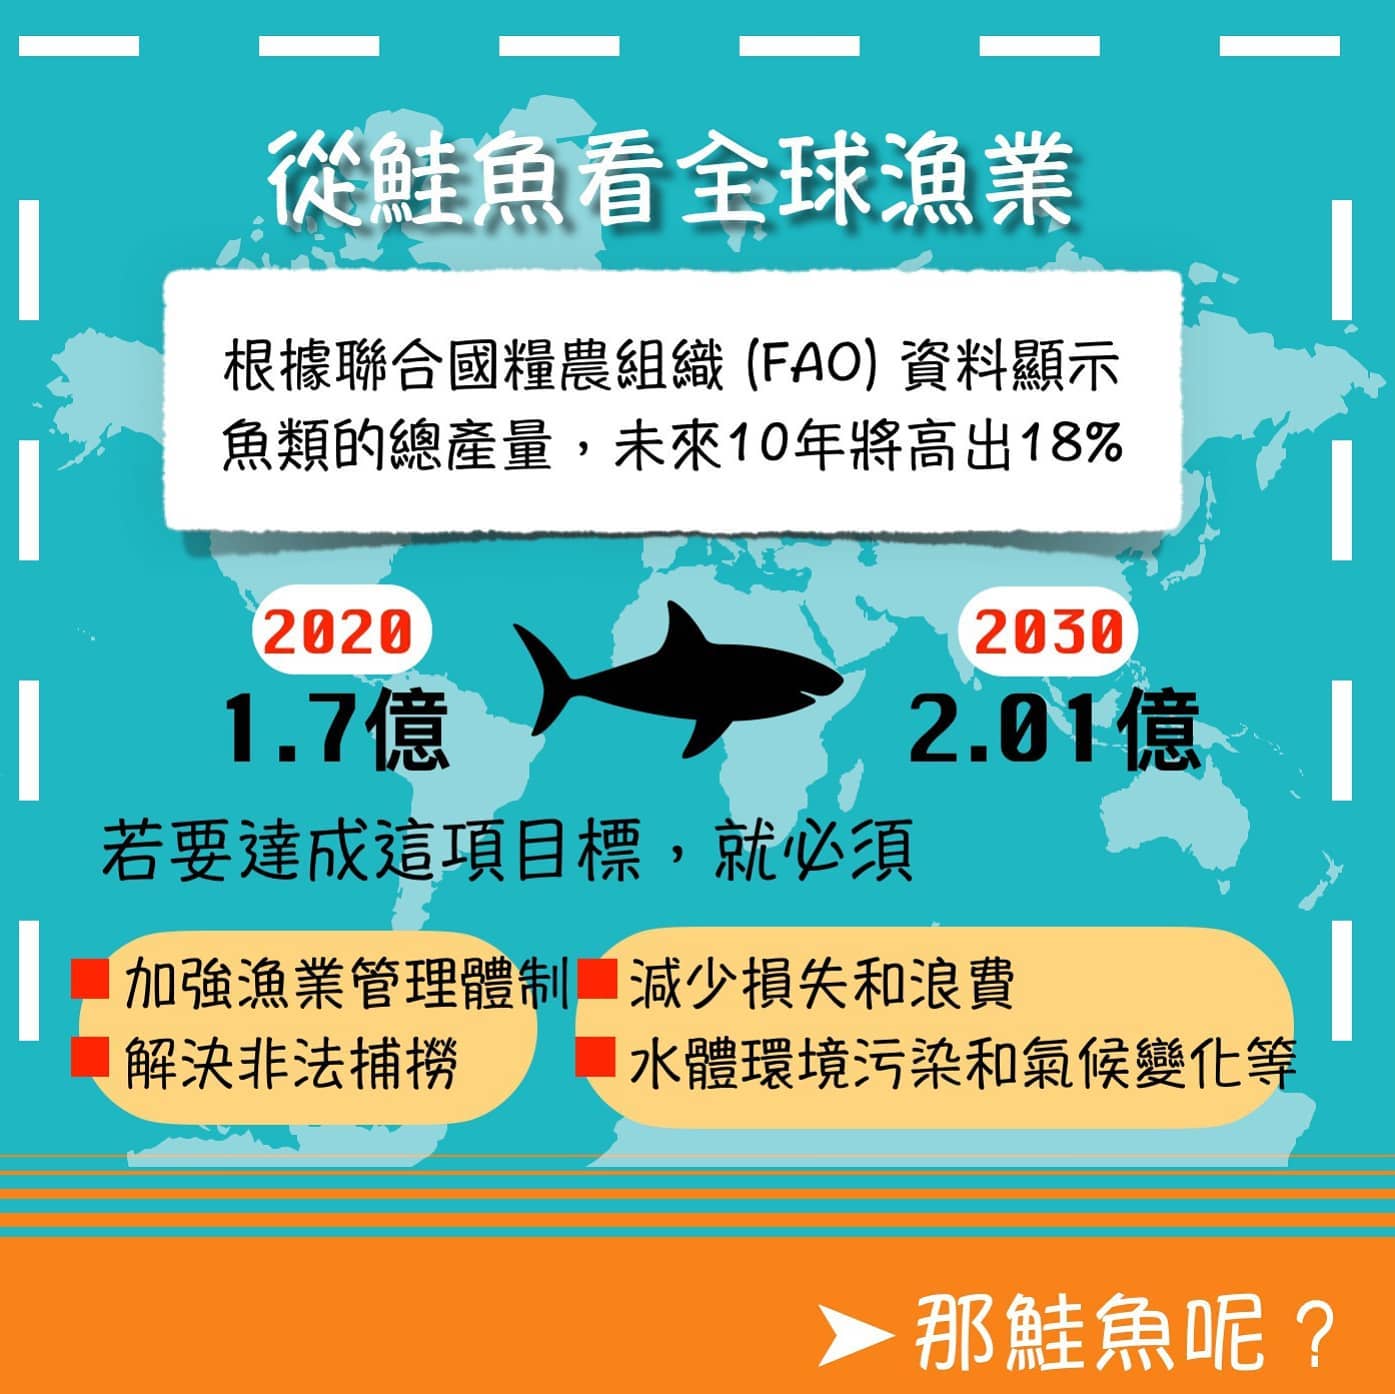 從鮭魚看全球漁業
根據聯合國糧農組織 (FAO) 資料顯示
魚類的總產量，未來10年將高出18%
2020
1.7億
2030
2.01億
若要達成這項目標，就必須
加強漁業管理體制
解決非法捕撈
減少損失和浪費
水體環境污染和氣候變化等
那鮭魚呢？